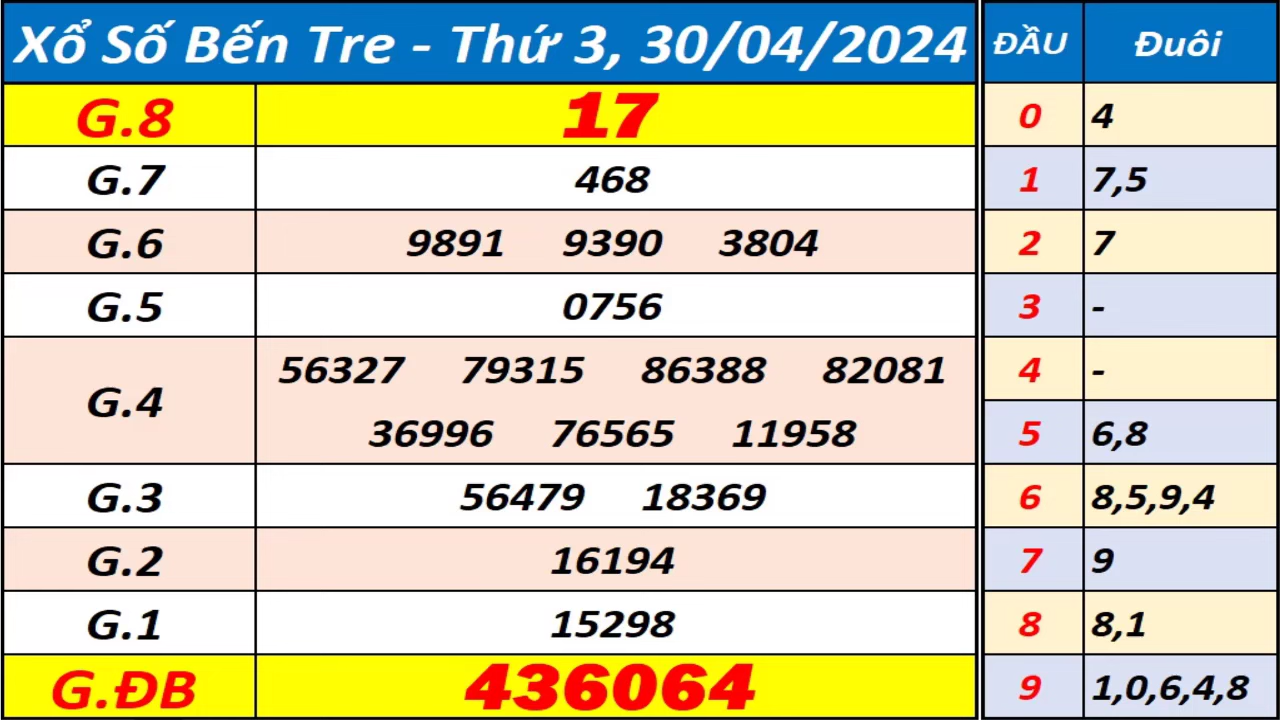 Xổ Số Bến Tre - Thứ 3, 30/04/2024 ĐẦU Đuôi
G.8 17 0 4
G.7 468 1 7,5
G.6 9891 9390 3804 2 7
G.5 0756 3 -
G.4 56327 79315 86388 82081 4 -
36996 76565 11958 5 6,8
G.3 56479 18369 6 8,5,9,4
G.2 16194 7 9
G.1 15298 8 8,1
G.ĐB 436064 9 1,0,6,4,8